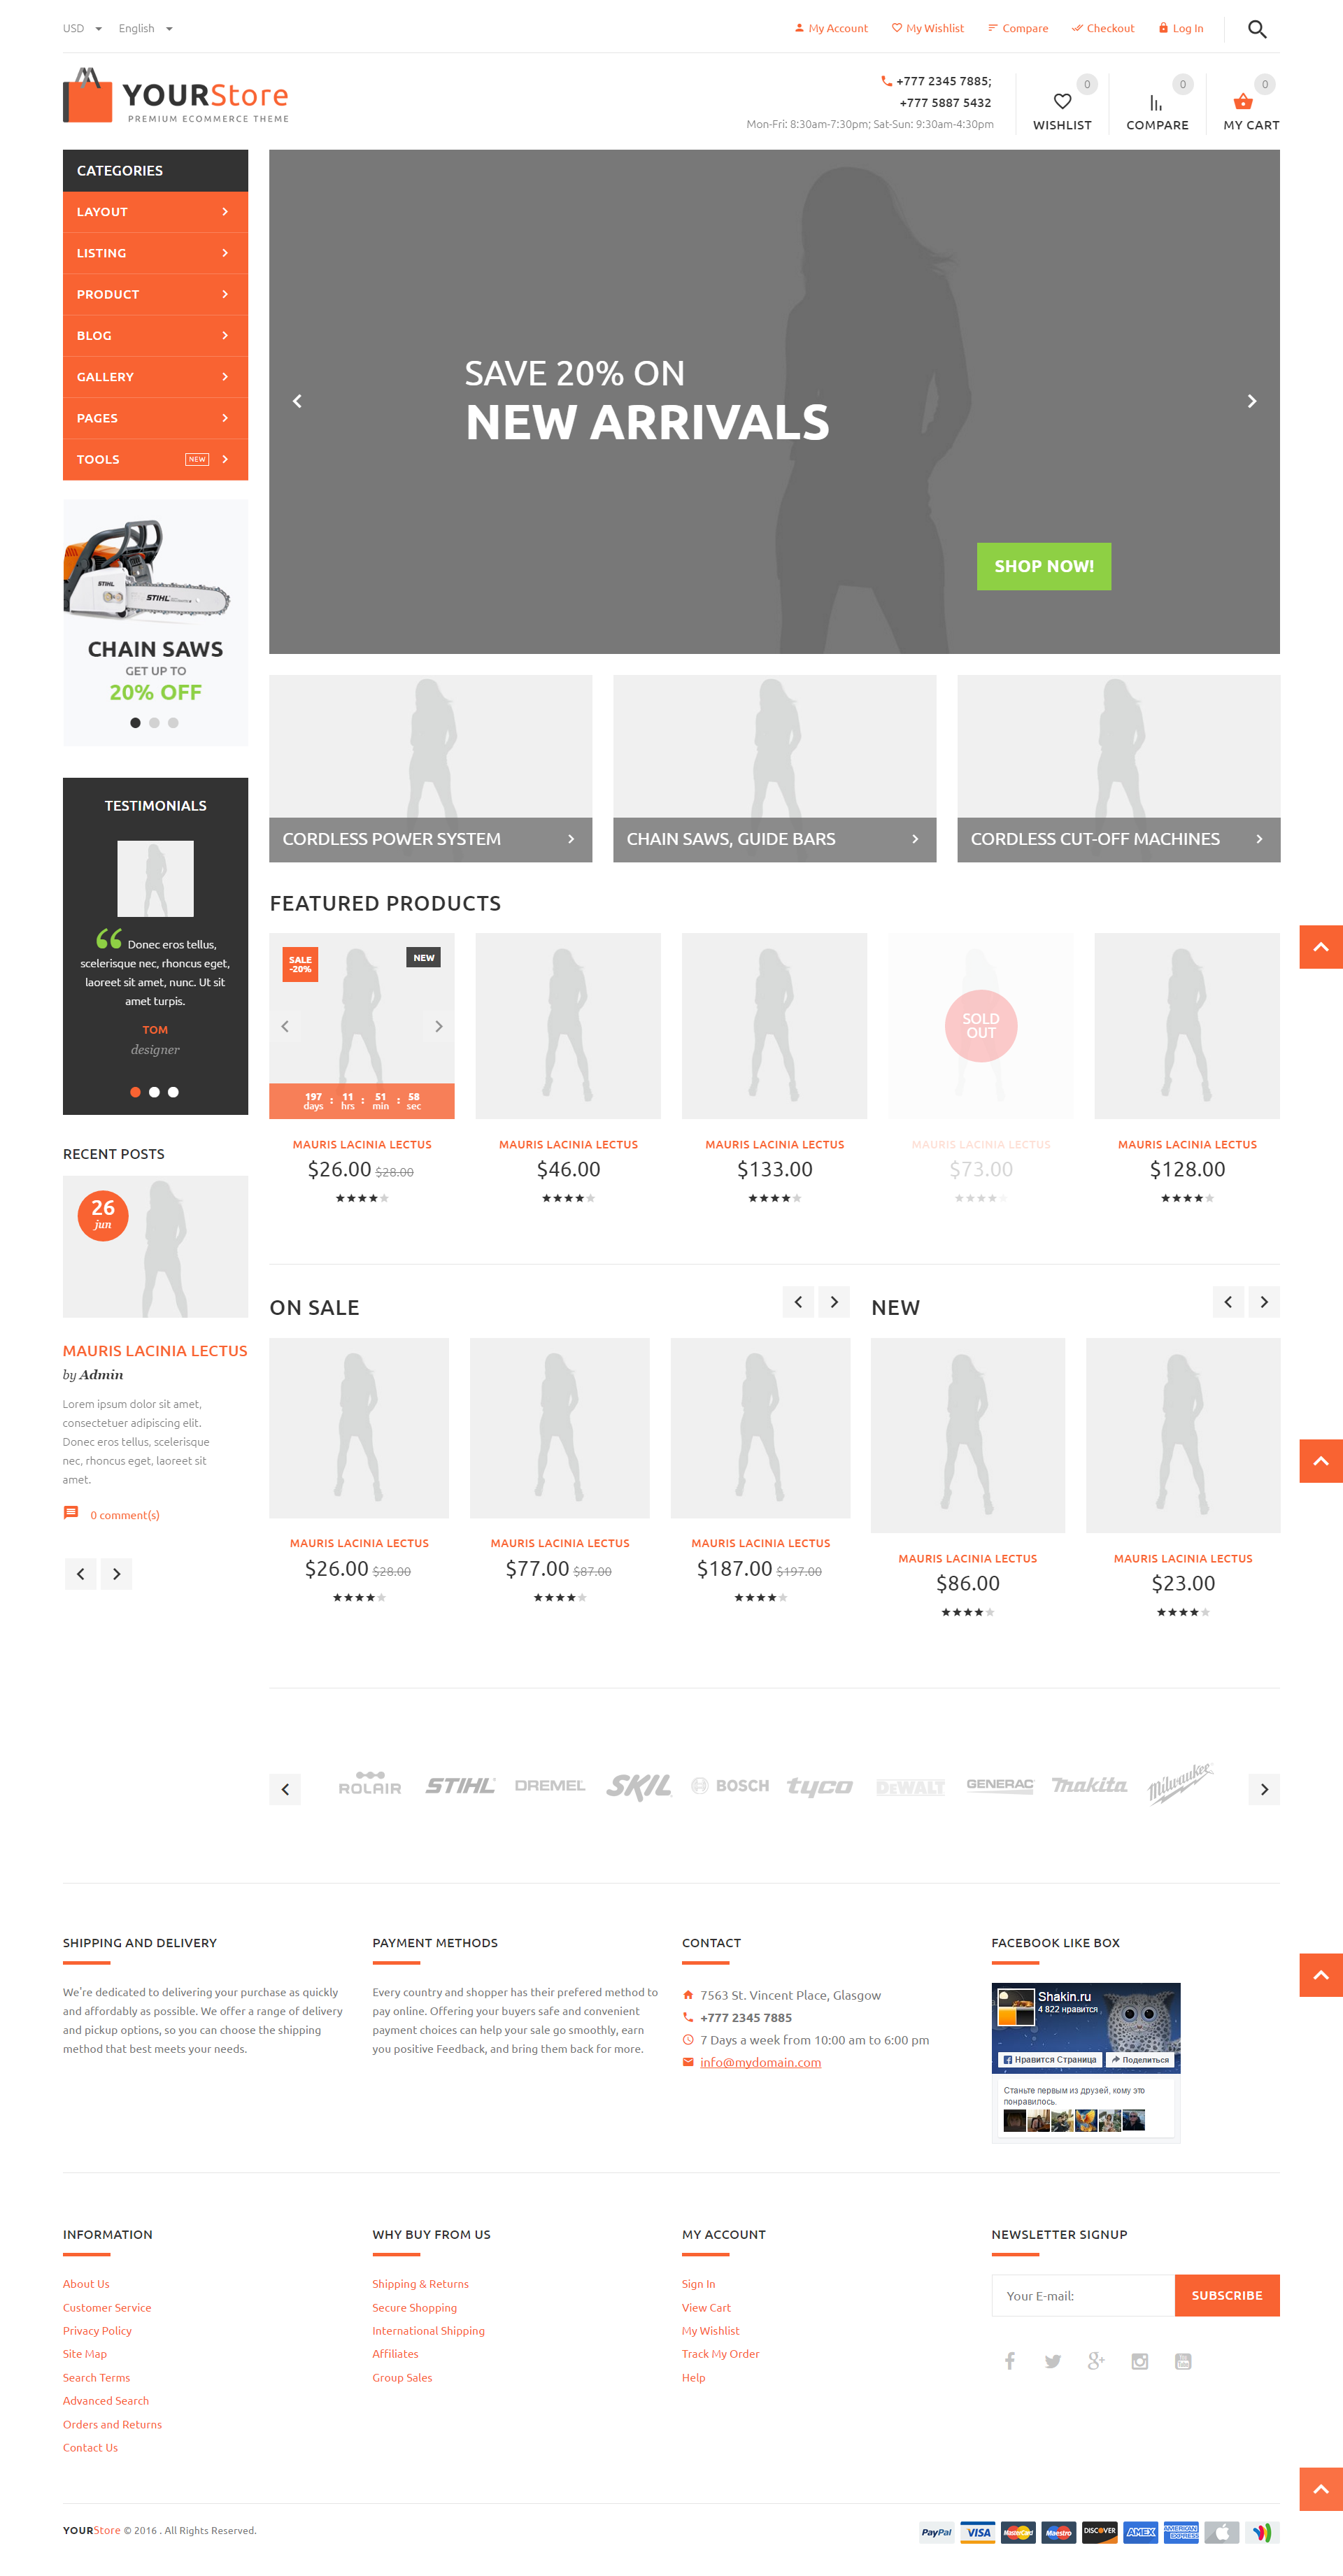 USD English
My Account My Wishlist Compare Checkout Log In
YOURStore
PREMIUM ECOMMERCE THEME
+777 2345 7885;
+777 5887 5432
Mon-Fri: 8:30am-7:30pm; Sat-Sun: 9:30am-4:30pm
0 0 0
WISHLIST COMPARE MY CART
CATEGORIES
LAYOUT
LISTING
PRODUCT
BLOG
GALLERY
PAGES
TOOLS NEW
SAVE 20% ON
NEW ARRIVALS
SHOP NOW!
STIHL
STIHL
CHAIN SAWS
GET UP TO
20% OFF
CORDLESS POWER SYSTEM
CHAIN SAWS, GUIDE BARS
CORDLESS CUT-OFF MACHINES
TESTIMONIALS
“ Donec eros tellus,
scelerisque nec, rhoncus eget,
laoreet sit amet, nunc. Ut sit
amet turpis.
TOM
designer
FEATURED PRODUCTS
SALE
-20%
NEW
197 : 11 : 51 : 58
days hrs min sec
MAURIS LACINIA LECTUS
$26.00 $28.00
MAURIS LACINIA LECTUS
$46.00
MAURIS LACINIA LECTUS
$133.00
SOLD
OUT
MAURIS LACINIA LECTUS
$73.00
MAURIS LACINIA LECTUS
$128.00
RECENT POSTS
26
jun
MAURIS LACINIA LECTUS
by Admin
Lorem ipsum dolor sit amet,
consectetuer adipiscing elit.
Donec eros tellus, scelerisque
nec, rhoncus eget, laoreet sit
amet.
0 comment(s)
ON SALE
MAURIS LACINIA LECTUS
$26.00 $28.00
MAURIS LACINIA LECTUS
$77.00 $87.00
MAURIS LACINIA LECTUS
$187.00 $197.00
NEW
MAURIS LACINIA LECTUS
$86.00
MAURIS LACINIA LECTUS
$23.00
ROLAIR STIHL DREMEL SKIL BOSCH tyco DEWALT GENERAC makita Milwaukee
SHIPPING AND DELIVERY
We're dedicated to delivering your purchase as quickly
and affordably as possible. We offer a range of delivery
and pickup options, so you can choose the shipping
method that best meets your needs.
PAYMENT METHODS
Every country and shopper has their prefered method to
pay online. Offering your buyers safe and convenient
payment choices can help your sale go smoothly, earn
you positive Feedback, and bring them back for more.
CONTACT
7563 St. Vincent Place, Glasgow
+777 2345 7885
7 Days a week from 10:00 am to 6:00 pm
info@mydomain.com
FACEBOOK LIKE BOX
Shakin.ru
4 822 нравится
Нравится Страница Поделиться
Станьте первым из друзей, кому это
понравилось.
INFORMATION
About Us
Customer Service
Privacy Policy
Site Map
Search Terms
Advanced Search
Orders and Returns
Contact Us
WHY BUY FROM US
Shipping & Returns
Secure Shopping
International Shipping
Affiliates
Group Sales
MY ACCOUNT
Sign In
View Cart
My Wishlist
Track My Order
Help
NEWSLETTER SIGNUP
Your E-mail: SUBSCRIBE
YOURStore © 2016 . All Rights Reserved.
PayPal VISA MasterCard Maestro DISCOVER AMEX AMERICAN EXPRESS